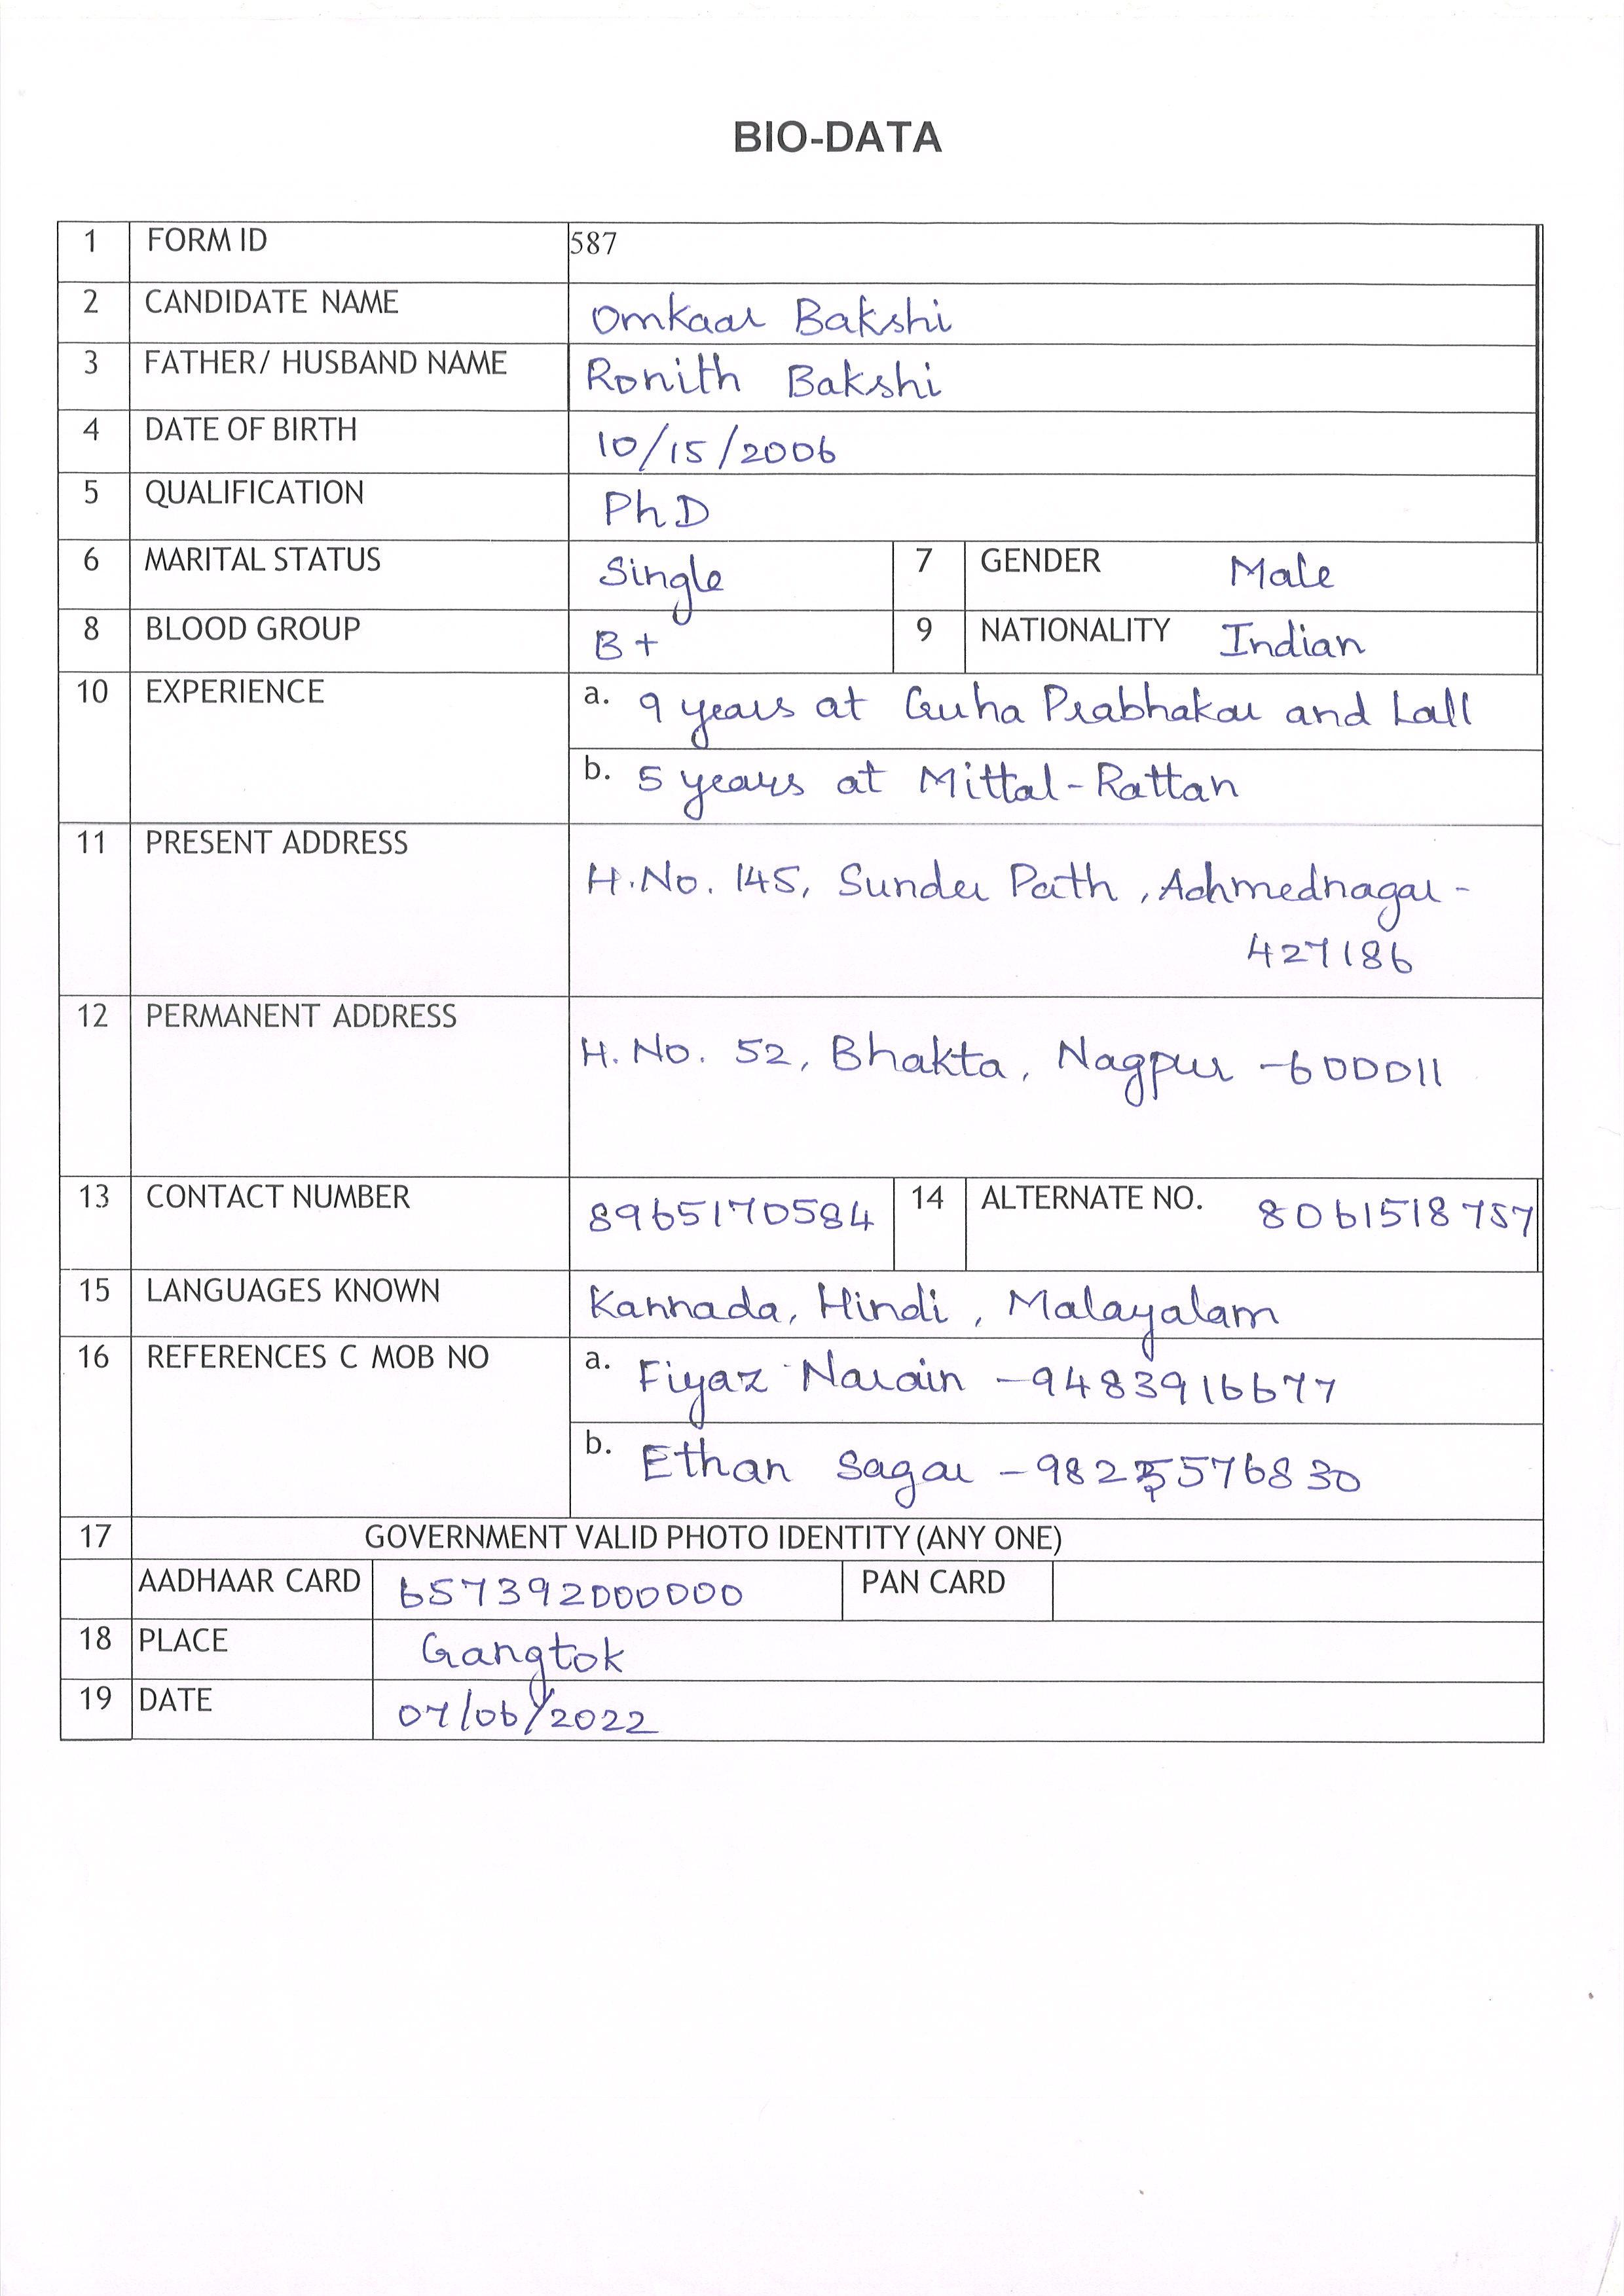 BIO-DATA
1 FORM ID 587
2 CANDIDATE NAME Omkaar Bakshi
3 FATHER/ HUSBAND NAME Ronith Bakshi
4 DATE OF BIRTH 10/15/2006
5 QUALIFICATION PhD
6 MARITAL STATUS Single 7 GENDER Male
8 BLOOD GROUP B+ 9 NATIONALITY Indian
10 EXPERIENCE a. 9 years at Guha Prabhakar and Lall
b. 5 years at Mittal-Rattan
11 PRESENT ADDRESS
H.No. 145, Sunder Path, Achmednagar -
427186
12 PERMANENT ADDRESS
H. No. 52, Bhakta, Nagpur -600011
13 CONTACT NUMBER 8965170584 14 ALTERNATE NO. 8061518757
15 LANGUAGES KNOWN Kannada, Hindi, Malayalam
16 REFERENCES C MOB NO a. Fiyaz Narain -9483916677
b. Ethan Sagar
17 GOVERNMENT VALID PHOTO IDENTITY (ANY ONE)
AADHAAR CARD 657392000000 PAN CARD
18 PLACE Gangtok
19 DATE 07/06/2022